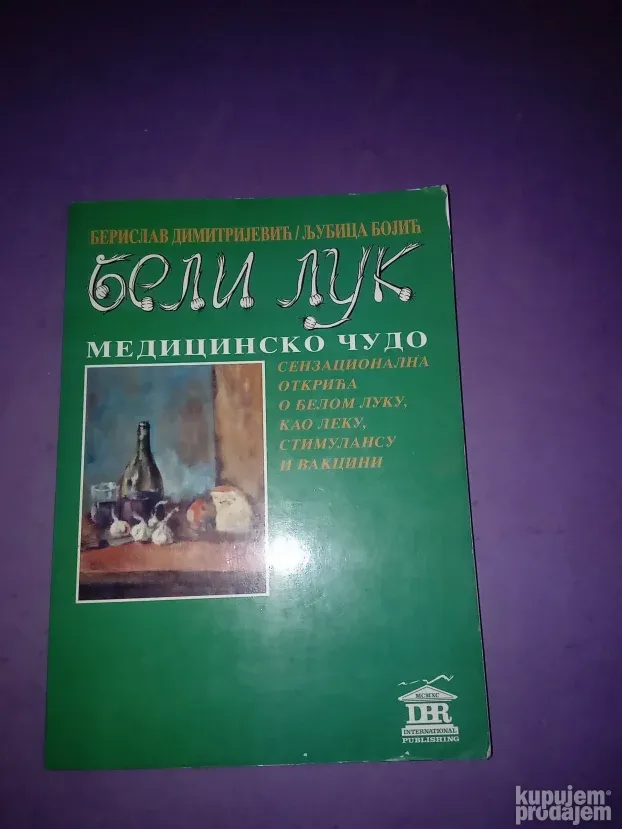 БЕРИСЛАВ ДИМИТРИЈЕВИЋ / ЉУБИЦА БОЈИЋ
БЕЛИ ЛУК
МЕДИЦИНСКО ЧУДО
СЕНЗАЦИОНАЛНА
ОТКРИЋА
О БЕЛОМ ЛУКУ,
КАО ЛЕКУ,
СТИМУЛАНСУ
И ВАКЦИНИ
MCMXC
DBR
INTERNATIONAL
PUBLISHING
kupujem
prodajem